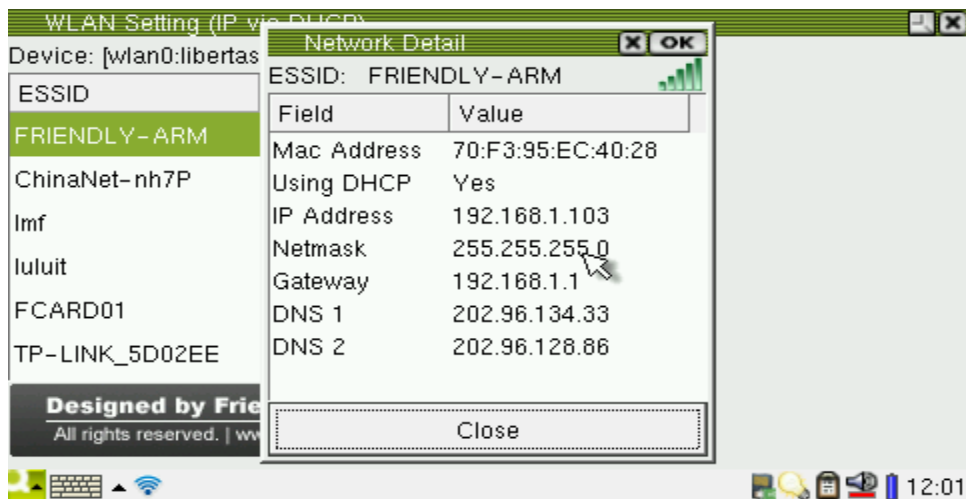 WLAN Setting (IP via DHCP)
Device: [wlan0:libertas
ESSID
FRIENDLY-ARM
ChinaNet-nh7P
lmf
luluit
FCARD01
TP-LINK_5D02EE
Designed by Frie
All rights reserved. | ww
Network Detail
X OK
ESSID: FRIENDLY-ARM
Field Value
Mac Address 70:F3:95:EC:40:28
Using DHCP Yes
IP Address 192.168.1.103
Netmask 255.255.255.0
Gateway 192.168.1.1
DNS 1 202.96.134.33
DNS 2 202.96.128.86
Close
12:01